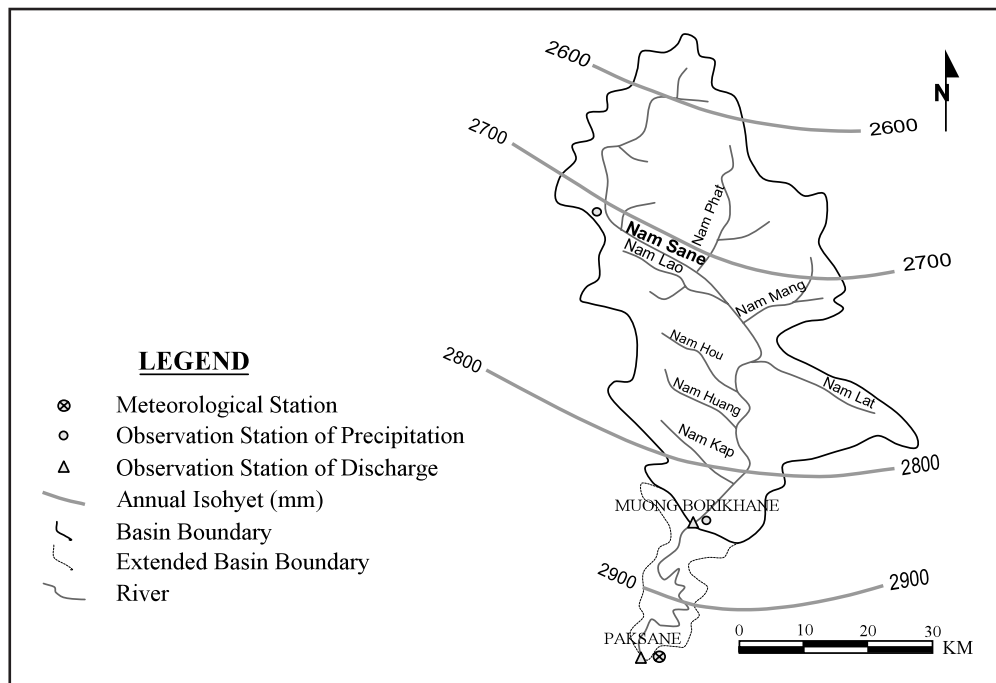 2600
2600
N
2700
Nam Phat
Nam Sane
Nam Lao
2700
Nam Mang
Nam Hou
2800
Nam Lat
Nam Huang
Nam Kap
2800
MUONG BORIKHANE
2900
2900
PAKSANE
0 10 20 30
KM
LEGEND
Meteorological Station
Observation Station of Precipitation
Observation Station of Discharge
Annual Isohyet (mm)
Basin Boundary
Extended Basin Boundary
River